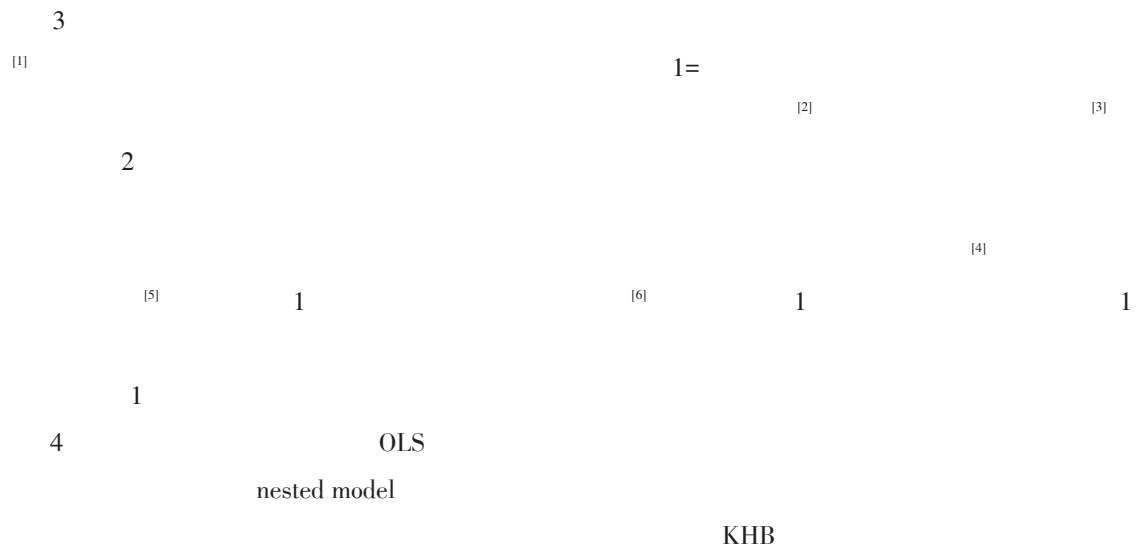 3
[1] 1=
[2] [3]
2
[4]
[5] 1 [6] 1 1
1
4 OLS
nested model
KHB